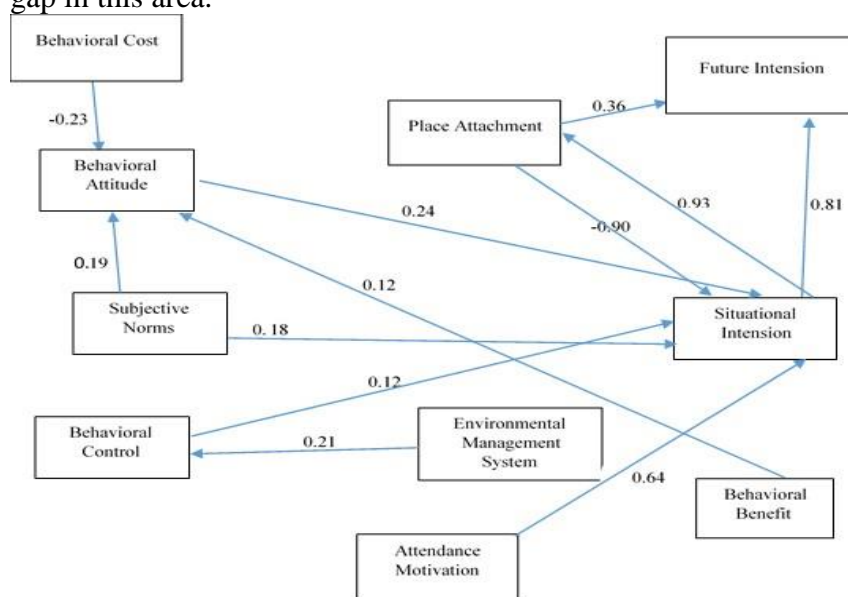 gap in this area.
Behavioral Cost
Future Intension
0.36
Place Attachment
-0.23
Behavioral
Attitude
0.24
-0.90
0.93
0.81
0.19
0.12
Subjective
Norms
Situational
Intension
0. 18
0.12
Behavioral
Control
0.21
Environmental
Management
System
0.64
Behavioral
Benefit
Attendance
Motivation